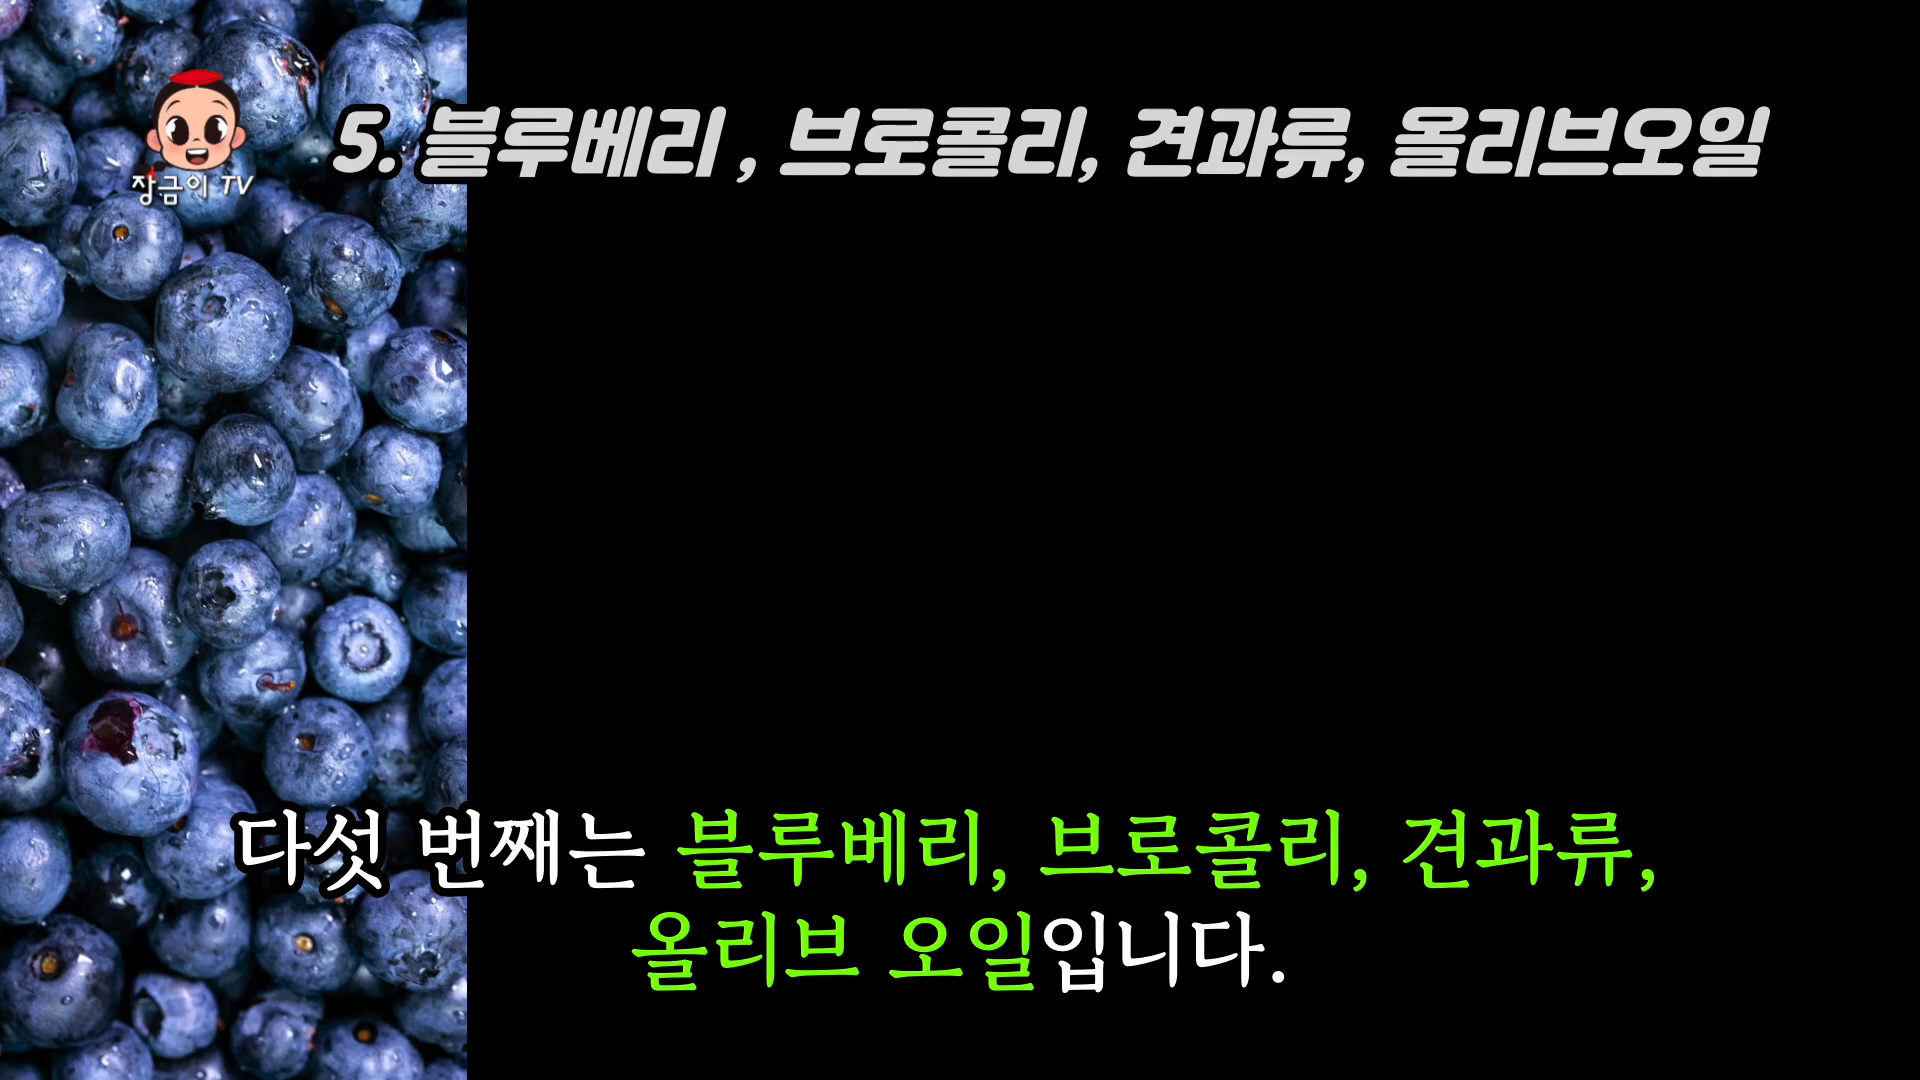 5. 블루베리 , 브로콜리, 견과류, 올리브오일
장금이 TV
다섯 번째는 블루베리, 브로콜리, 견과류,
올리브 오일입니다.